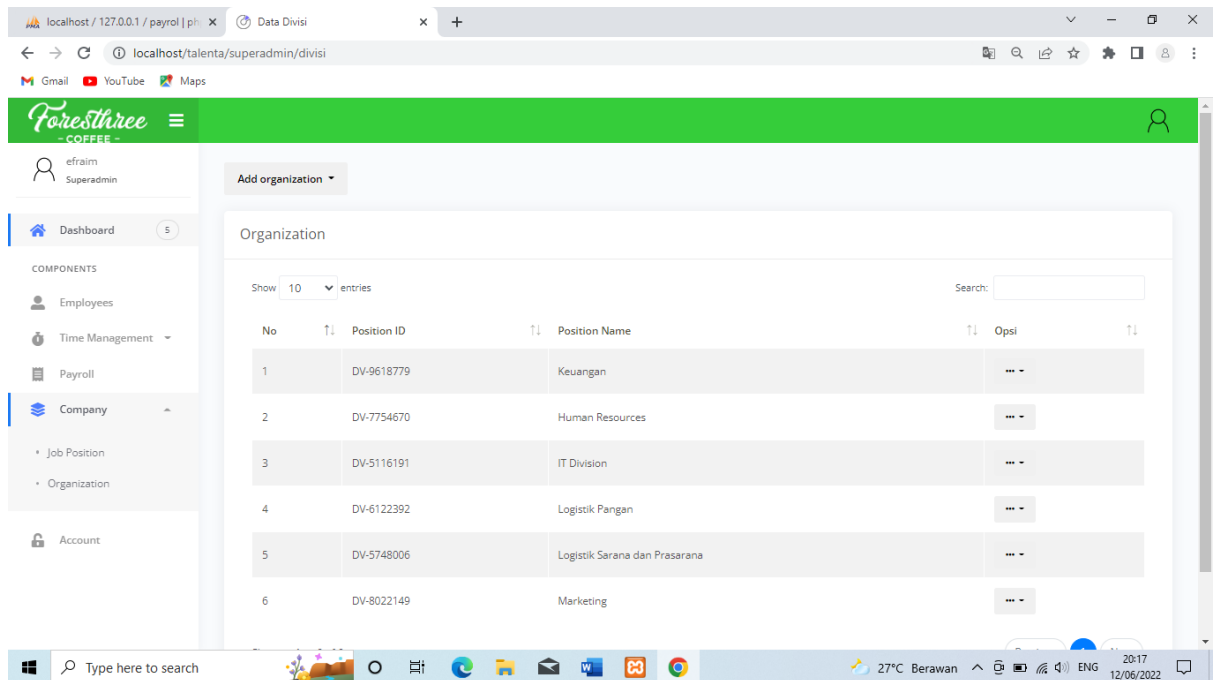 localhost / 127.0.0.1 / payrol | ph
Data Divisi
localhost/talenta/superadmin/divisi
Gmail YouTube Maps
Foresthree
- COFFEE -
efraim
Superadmin
Dashboard 5
COMPONENTS
Employees
Time Management
Payroll
Company
• Job Position
• Organization
Account
Add organization
Organization
Show 10 entries
Search:
No Position ID Position Name Opsi
1 DV-9618779 Keuangan
2 DV-7754670 Human Resources
3 DV-5116191 IT Division
4 DV-6122392 Logistik Pangan
5 DV-5748006 Logistik Sarana dan Prasarana
6 DV-8022149 Marketing
Type here to search
27°C Berawan
ENG
20:17
12/06/2022